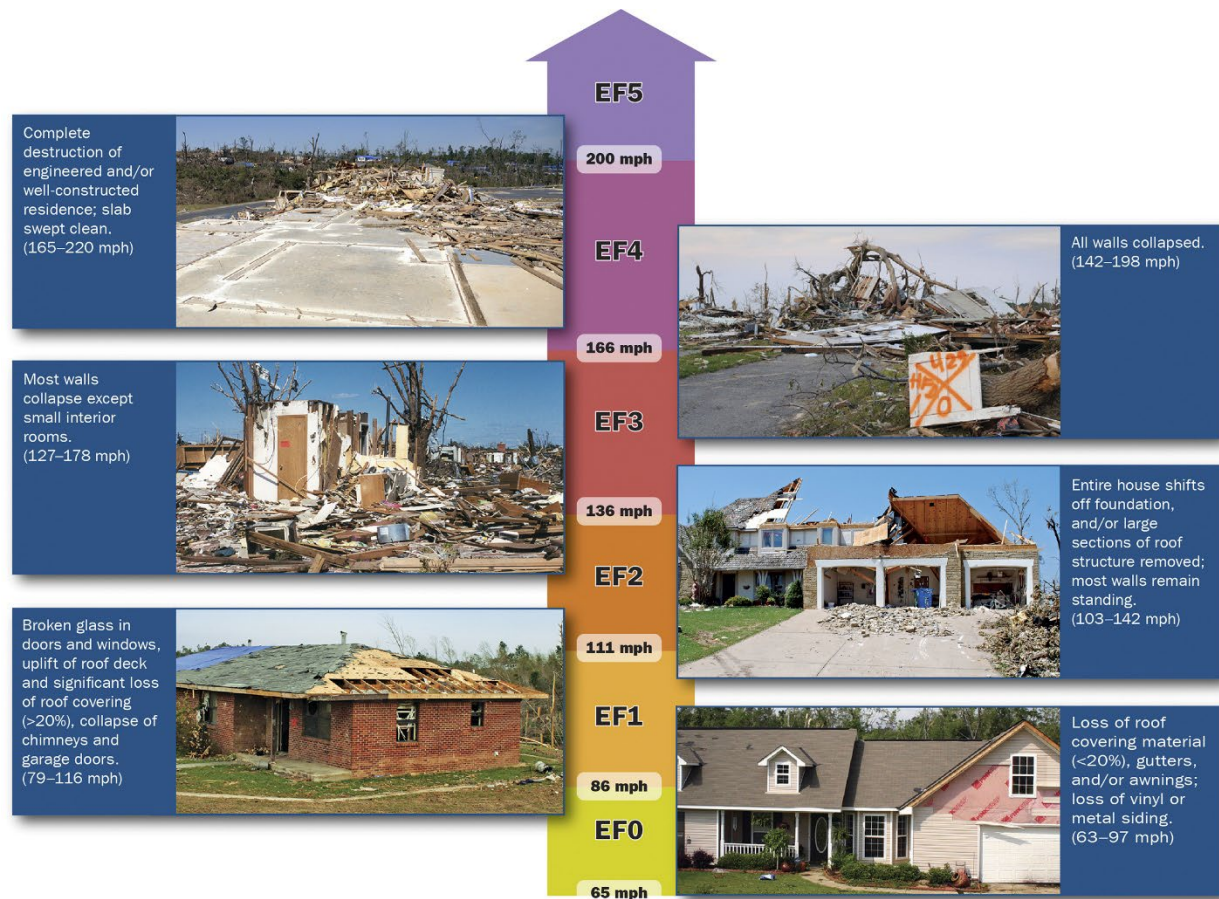 EF5
200 mph
EF4
166 mph
EF3
136 mph
EF2
111 mph
EF1
86 mph
EF0
65 mph
Complete
destruction of
engineered and/or
well-constructed
residence; slab
swept clean.
(165–220 mph)
All walls collapsed.
(142–198 mph)
Most walls
collapse except
small interior
rooms.
(127–178 mph)
Entire house shifts
off foundation,
and/or large
sections of roof
structure removed;
most walls remain
standing.
(103–142 mph)
Broken glass in
doors and windows,
uplift of roof deck
and significant loss
of roof covering
(>20%), collapse of
chimneys and
garage doors.
(79–116 mph)
Loss of roof
covering material
(<20%), gutters,
and/or awnings;
loss of vinyl or
metal siding.
(63–97 mph)